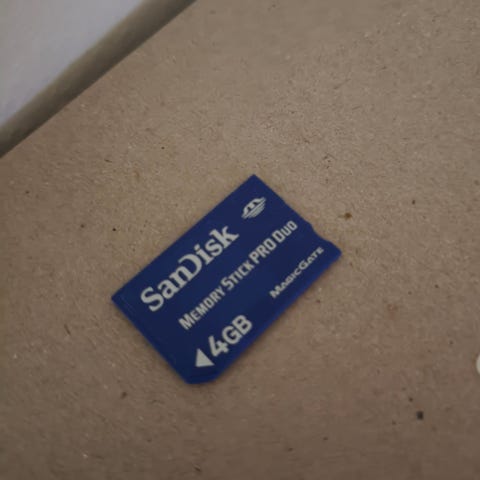 SanDisk
Memory Stick PRO Duo
MagicGate
4GB